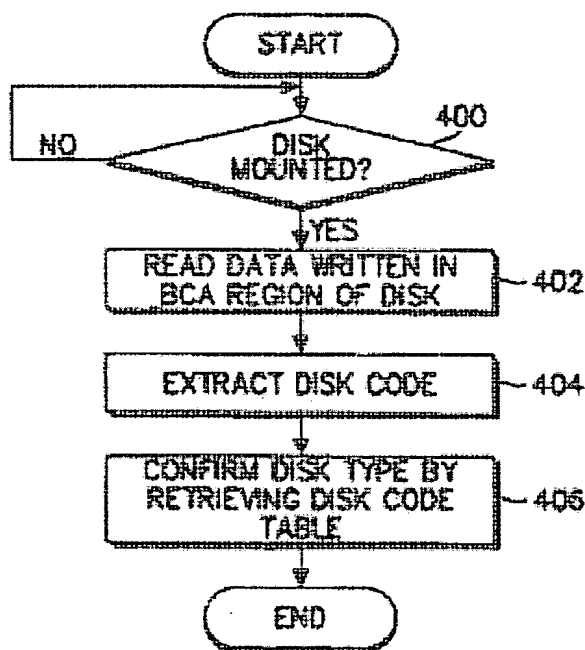 START
400
NO
DISK
MOUNTED?
YES
READ DATA WRITTEN IN
BCA REGION OF DISK
402
EXTRACT DISK CODE
404
CONFIRM DISK TYPE BY
RETRIEVING DISK CODE
TABLE
406
END